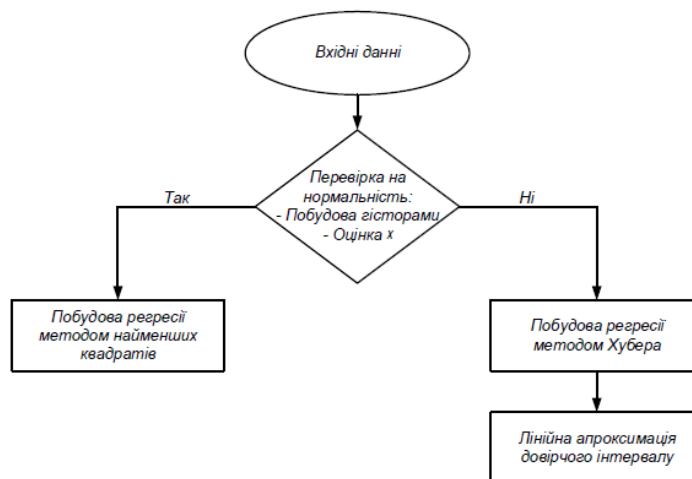 Вхідні данні
Перевірка на
нормальність:
- Побудова гісторами
- Оцінка x
Так
Ні
Побудова регресії
методом найменших
квадратів
Побудова регресії
методом Хубера
Лінійна апроксимація
довірчого інтервалу